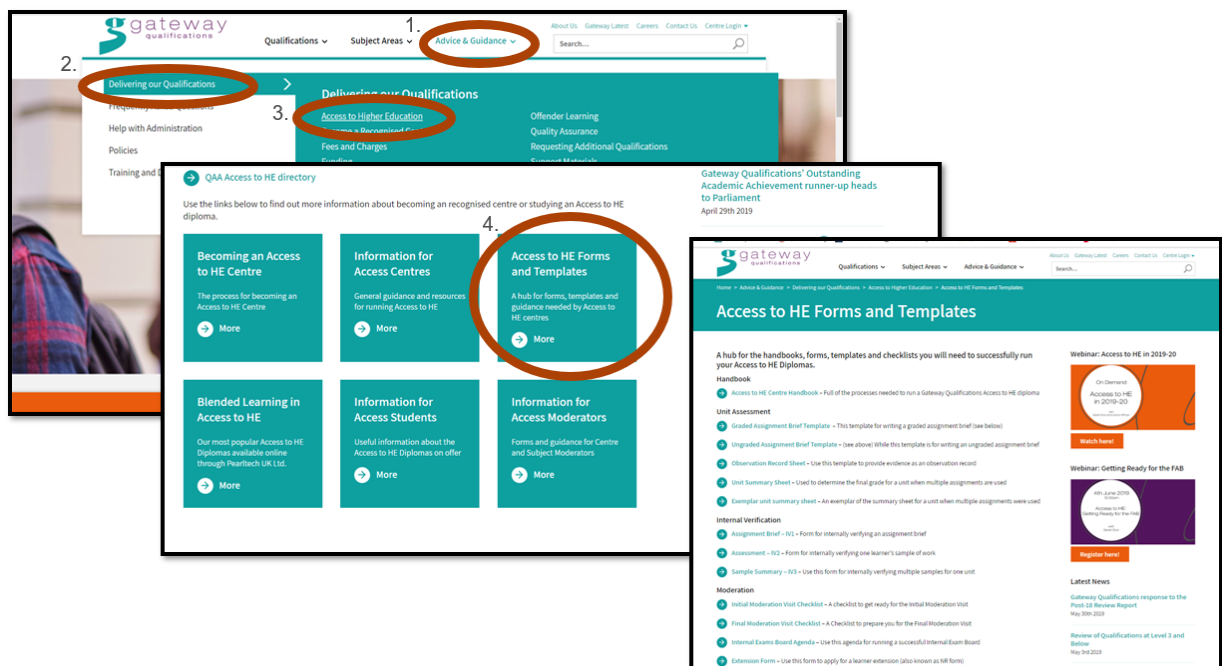 gateway
qualifications
About Us Gateway Latest Careers Contact Us Centre Login
1.
Qualifications Subject Areas Advice & Guidance
Search...
2.
Delivering our Qualifications
Help with Administration
Policies
Training and
Delivering our Qualifications
3.
Access to Higher Education
Fees and Charges
Funding
Offender Learning
Quality Assurance
Requesting Additional Qualifications
Support Materials
QAA Access to HE directory
Use the links below to find out more information about becoming an recognised centre or studying an Access to HE
diploma.
4.
Becoming an Access
to HE Centre
The process for becoming an
Access to HE Centre
More
Information for
Access Centres
General guidance and resources
for running Access to HE
More
Access to HE Forms
and Templates
A hub for forms, templates and
guidance needed by Access to
HE centres
More
Blended Learning in
Access to HE
Our most popular Access to HE
Diplomas available online
through Pearltech UK Ltd.
More
Information for
Access Students
Useful information about the
Access to HE Diplomas on offer
More
Information for
Access Moderators
Forms and guidance for Centre
and Subject Moderators
More
Gateway Qualifications' Outstanding
Academic Achievement runner-up heads
to Parliament
April 29th 2019
gateway
qualifications
About Us Gateway Latest Careers Contact Us Centre Login
Qualifications Subject Areas Advice & Guidance
Search...
Home > Advice & Guidance > Delivering our Qualifications > Access to Higher Education > Access to HE Forms and Templates
Access to HE Forms and Templates
A hub for the handbooks, forms, templates and checklists you will need to successfully run
your Access to HE Diplomas.
Handbook
Access to HE Centre Handbook – Full of the processes needed to run a Gateway Qualifications Access to HE diploma
Unit Assessment
Graded Assignment Brief Template – This template for writing a graded assignment brief (see below)
Ungraded Assignment Brief Template – (see above) While this template is for writing an ungraded assignment brief
Observation Record Sheet – Use this template to provide evidence as an observation record
Unit Summary Sheet – Used to determine the final grade for a unit when multiple assignments are used
Exemplar unit summary sheet – An exemplar of the summary sheet for a unit when multiple assignments were used
Internal Verification
Assignment Brief – IV1 – Form for internally verifying an assignment brief
Assessment – IV2 – Form for internally verifying one learner's sample of work
Sample Summary – IV3 – Use this form for internally verifying multiple samples for one unit
Moderation
Initial Moderation Visit Checklist – A checklist to get ready for the Initial Moderation Visit
Final Moderation Visit Checklist – A Checklist to prepare you for the Final Moderation Visit
Internal Exams Board Agenda – Use this agenda for running a successful Internal Exam Board
Extension Form – Use this form to apply for a learner extension (also known as NR form)
Webinar: Access to HE in 2019-20
On Demand
Access to HE
in 2019-20
Watch here!
Webinar: Getting Ready for the FAB
4th June 2019
Access to HE:
Getting Ready for the FAB
Register here!
Latest News
Gateway Qualifications response to the
Post-18 Review Report
May 30th 2019
Review of Qualifications at Level 3 and
Below
May 3rd 2019